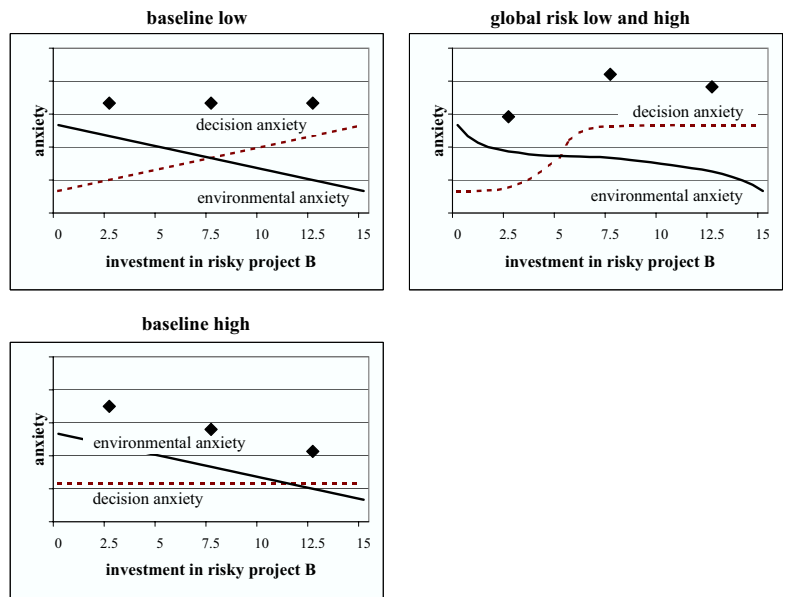 baseline low
anxiety
decision anxiety
environmental anxiety
0 2.5 5 7.5 10 12.5 15
investment in risky project B
global risk low and high
anxiety
decision anxiety
environmental anxiety
0 2.5 5 7.5 10 12.5 15
investment in risky project B
baseline high
anxiety
environmental anxiety
decision anxiety
0 2.5 5 7.5 10 12.5 15
investment in risky project B